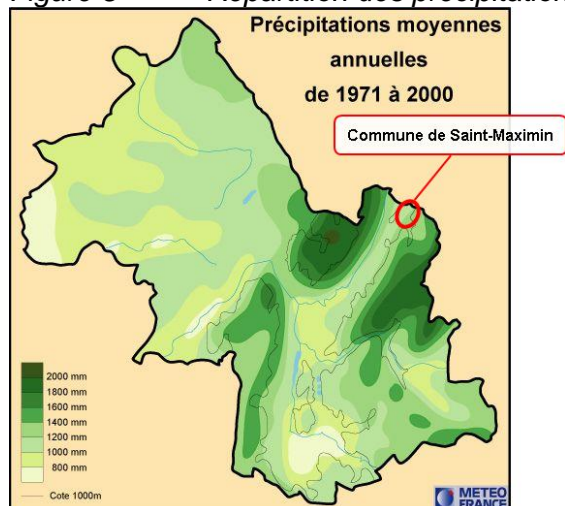 Précipitations moyennes
annuelles
de 1971 à 2000
Commune de Saint-Maximin
2000 mm
1800 mm
1600 mm
1400 mm
1200 mm
1000 mm
800 mm
Cote 1000m
METEO
FRANCE